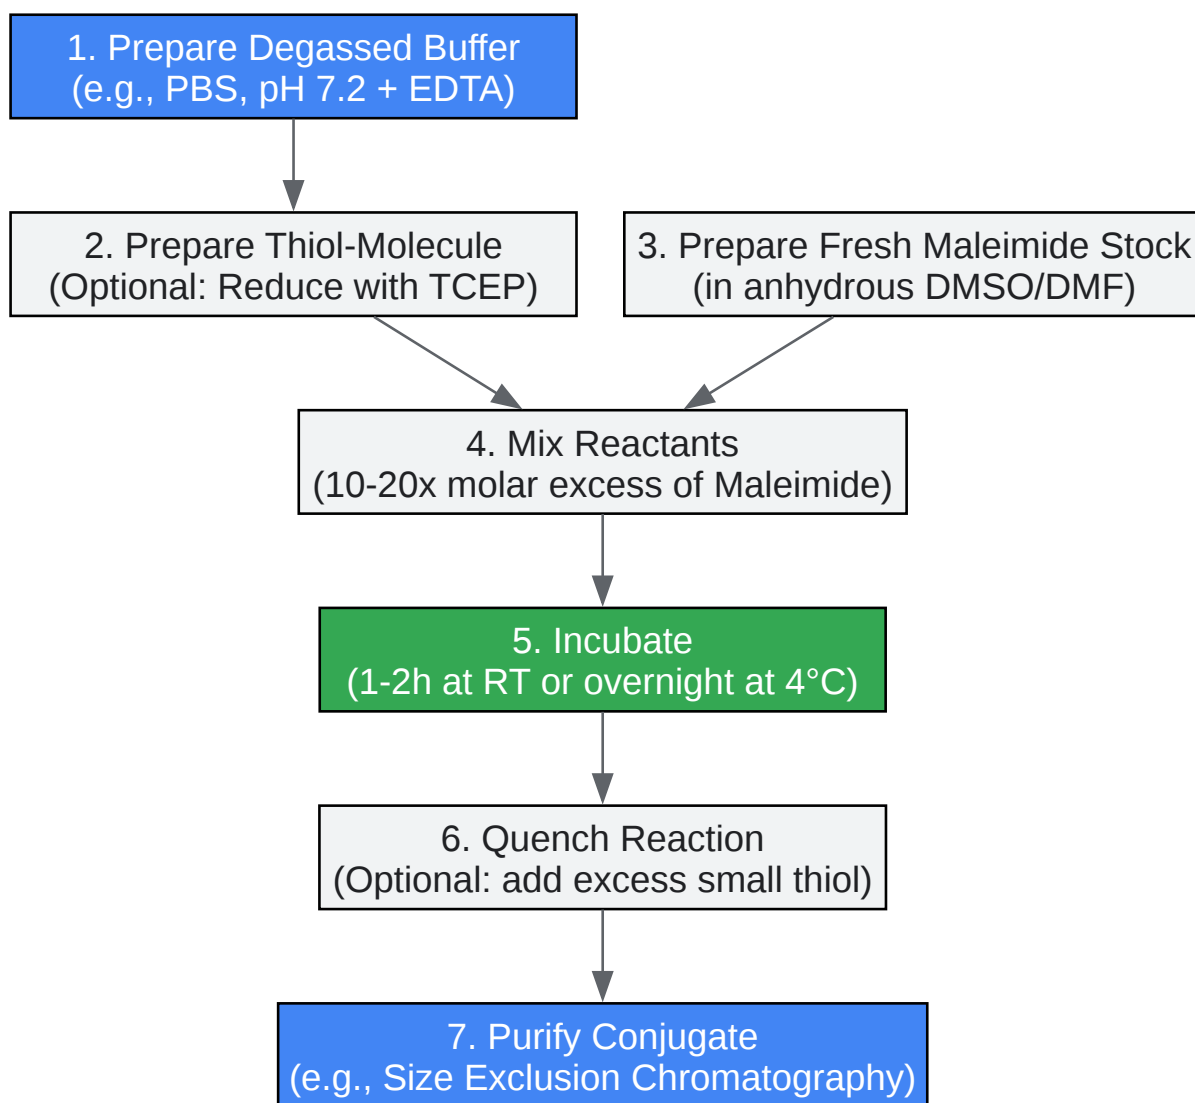 1. Prepare Degassed Buffer
(e.g., PBS, pH 7.2 + EDTA)
2. Prepare Thiol-Molecule
(Optional: Reduce with TCEP)
3. Prepare Fresh Maleimide Stock
(in anhydrous DMSO/DMF)
4. Mix Reactants
(10-20x molar excess of Maleimide)
5. Incubate
(1-2h at RT or overnight at 4°C)
6. Quench Reaction
(Optional: add excess small thiol)
7. Purify Conjugate
(e.g., Size Exclusion Chromatography)